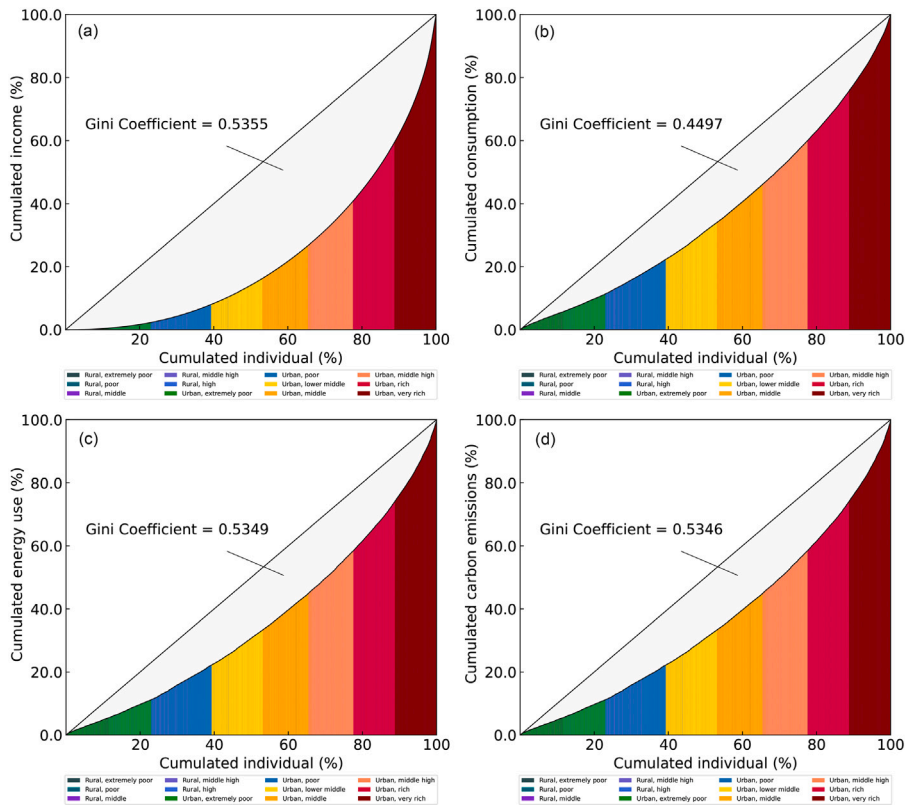 (a)
Gini Coefficient = 0.5355
Cumulated income (%)
100.0
80.0
60.0
40.0
20.0
0.0
20 40 60 80 100
Cumulated individual (%)
Rural, extremely poor Rural, middle high Urban, poor Urban, middle high
Rural, poor Rural, high Urban, lower middle Urban, rich
Rural, middle Urban, extremely poor Urban, middle Urban, very rich
(b)
Gini Coefficient = 0.4497
Cumulated consumption (%)
100.0
80.0
60.0
40.0
20.0
0.0
20 40 60 80 100
Cumulated individual (%)
Rural, extremely poor Rural, middle high Urban, poor Urban, middle high
Rural, poor Rural, high Urban, lower middle Urban, rich
Rural, middle Urban, extremely poor Urban, middle Urban, very rich
(c)
Gini Coefficient = 0.5349
Cumulated energy use (%)
100.0
80.0
60.0
40.0
20.0
0.0
20 40 60 80 100
Cumulated individual (%)
Rural, extremely poor Rural, middle high Urban, poor Urban, middle high
Rural, poor Rural, high Urban, lower middle Urban, rich
Rural, middle Urban, extremely poor Urban, middle Urban, very rich
(d)
Gini Coefficient = 0.5346
Cumulated carbon emissions (%)
100.0
80.0
60.0
40.0
20.0
0.0
20 40 60 80 100
Cumulated individual (%)
Rural, extremely poor Rural, middle high Urban, poor Urban, middle high
Rural, poor Rural, high Urban, lower middle Urban, rich
Rural, middle Urban, extremely poor Urban, middle Urban, very rich